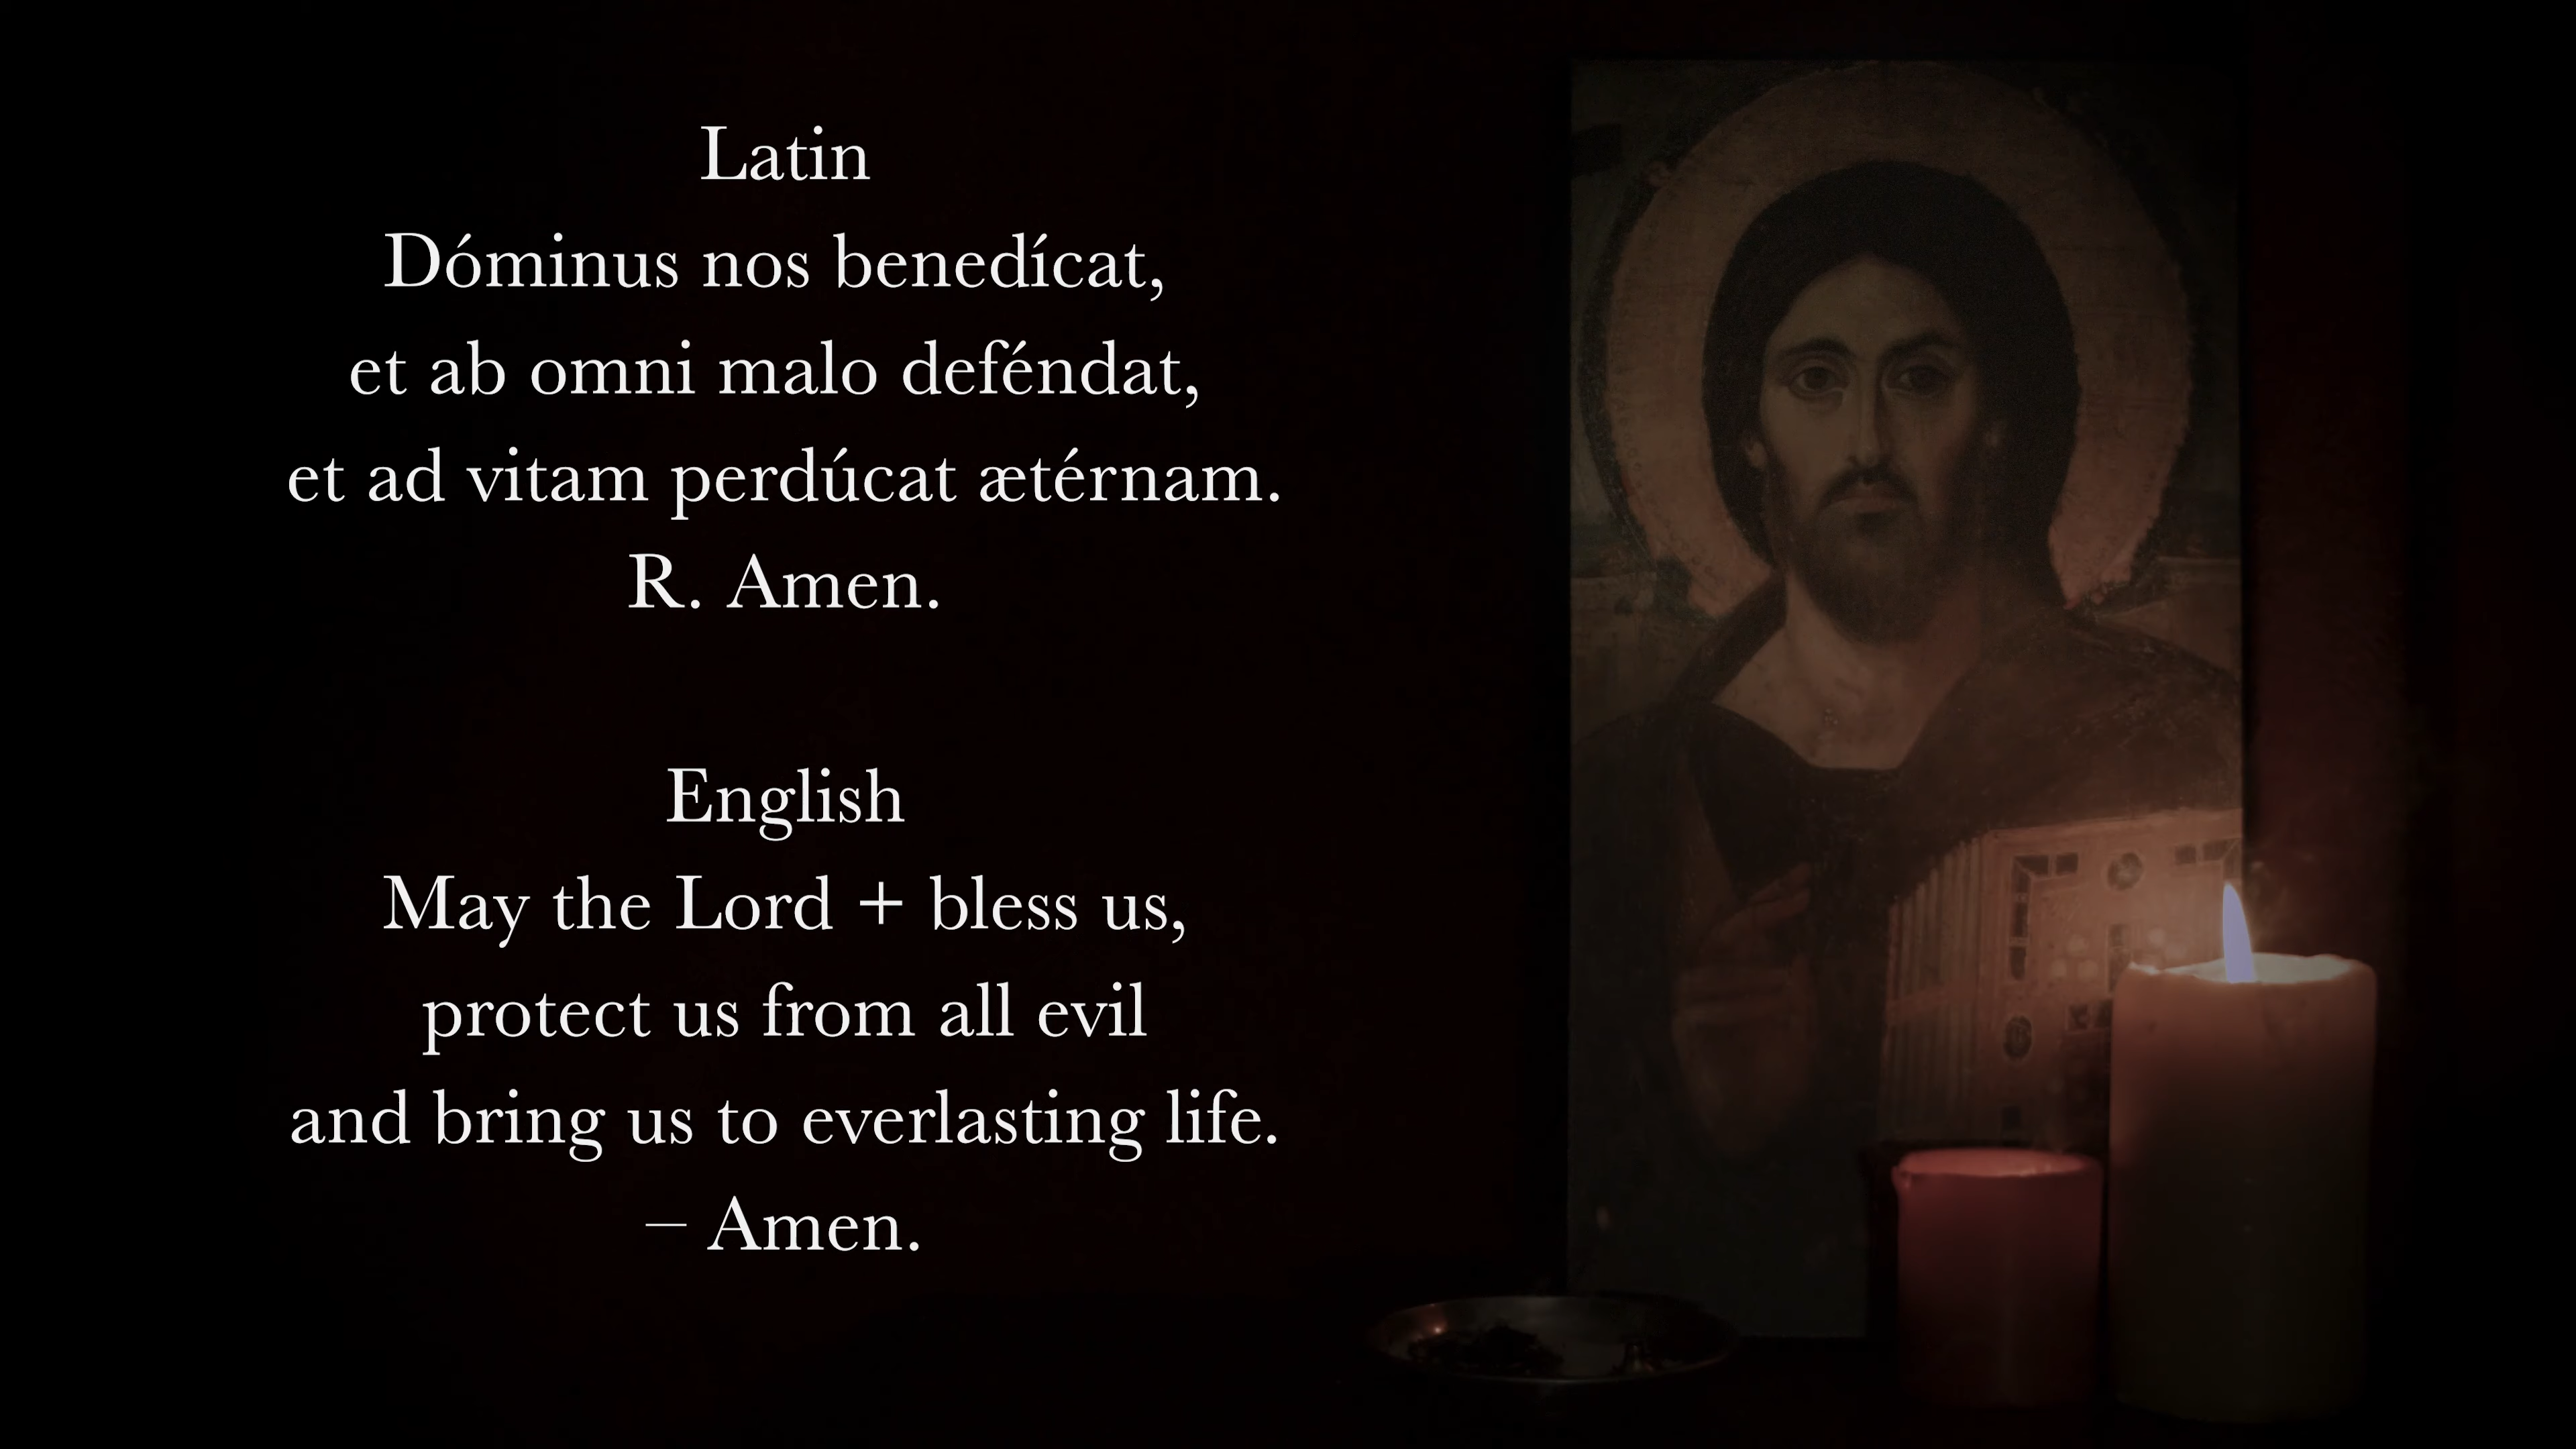 Latin
Dóminus nos benedícat,
et ab omni malo deféndat,
et ad vitam perdúcat ætérnam.
R. Amen.
English
May the Lord + bless us,
protect us from all evil
and bring us to everlasting life.
– Amen.